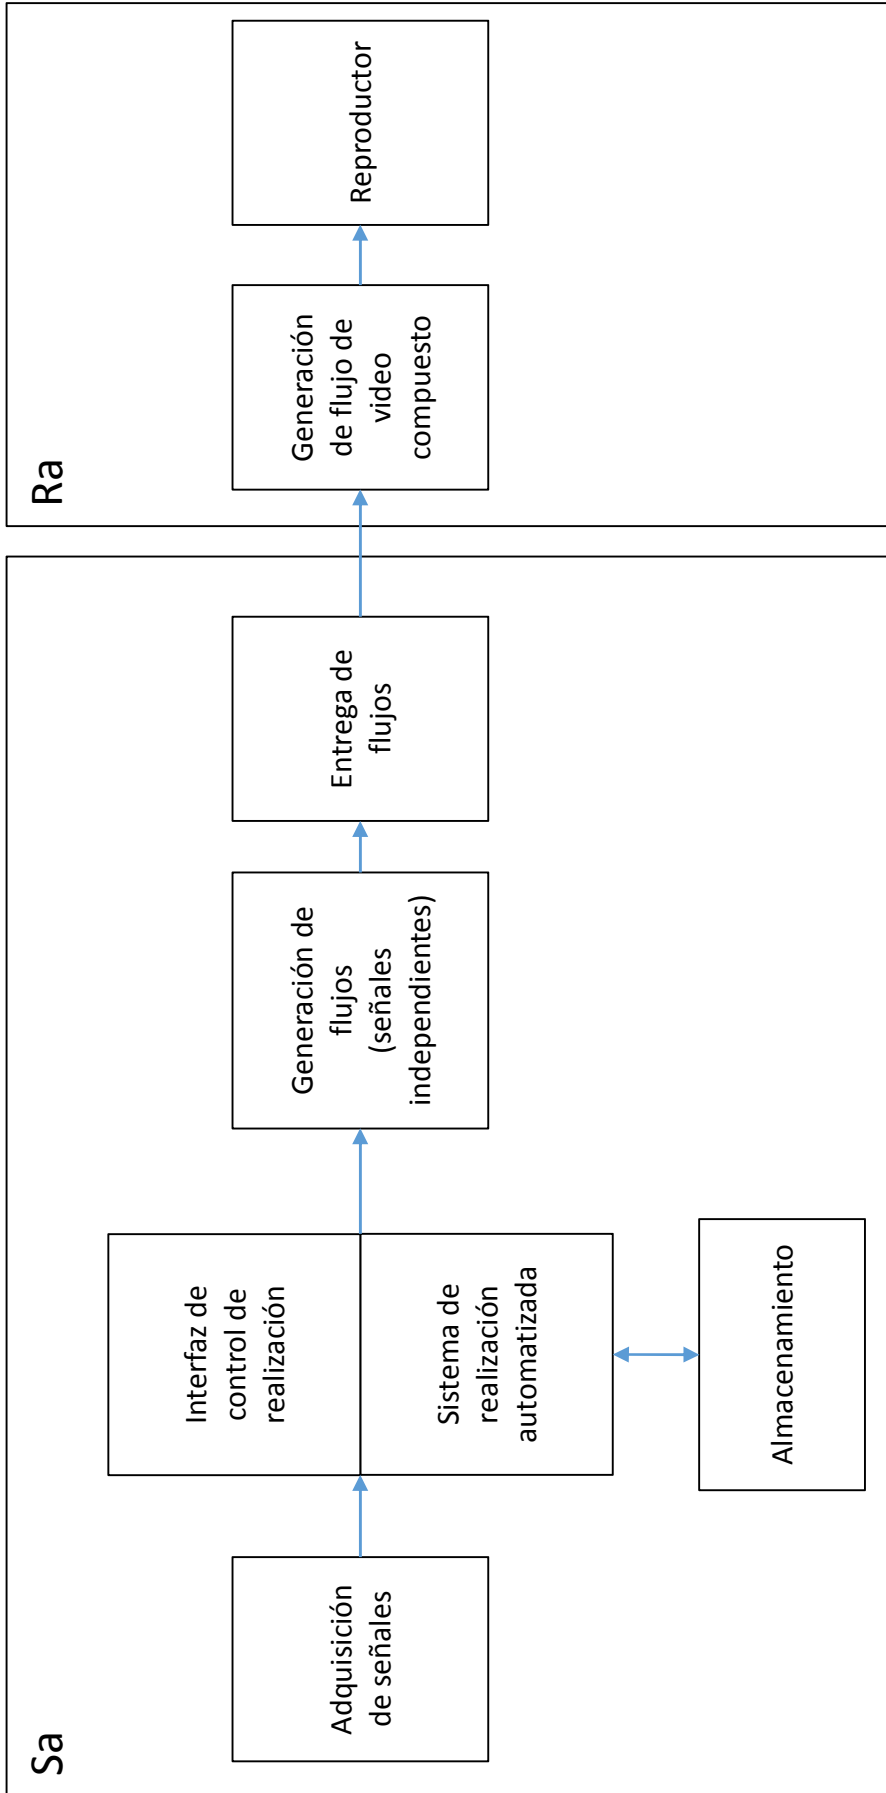 Sa
Adquisición
de señales
Interfaz de
control de
realización
Sistema de
realización
automatizada
Almacenamiento
Generación de
flujos
(señales
independientes)
Entrega de
flujos
Ra
Generación
de flujo de
video
compuesto
Reproductor